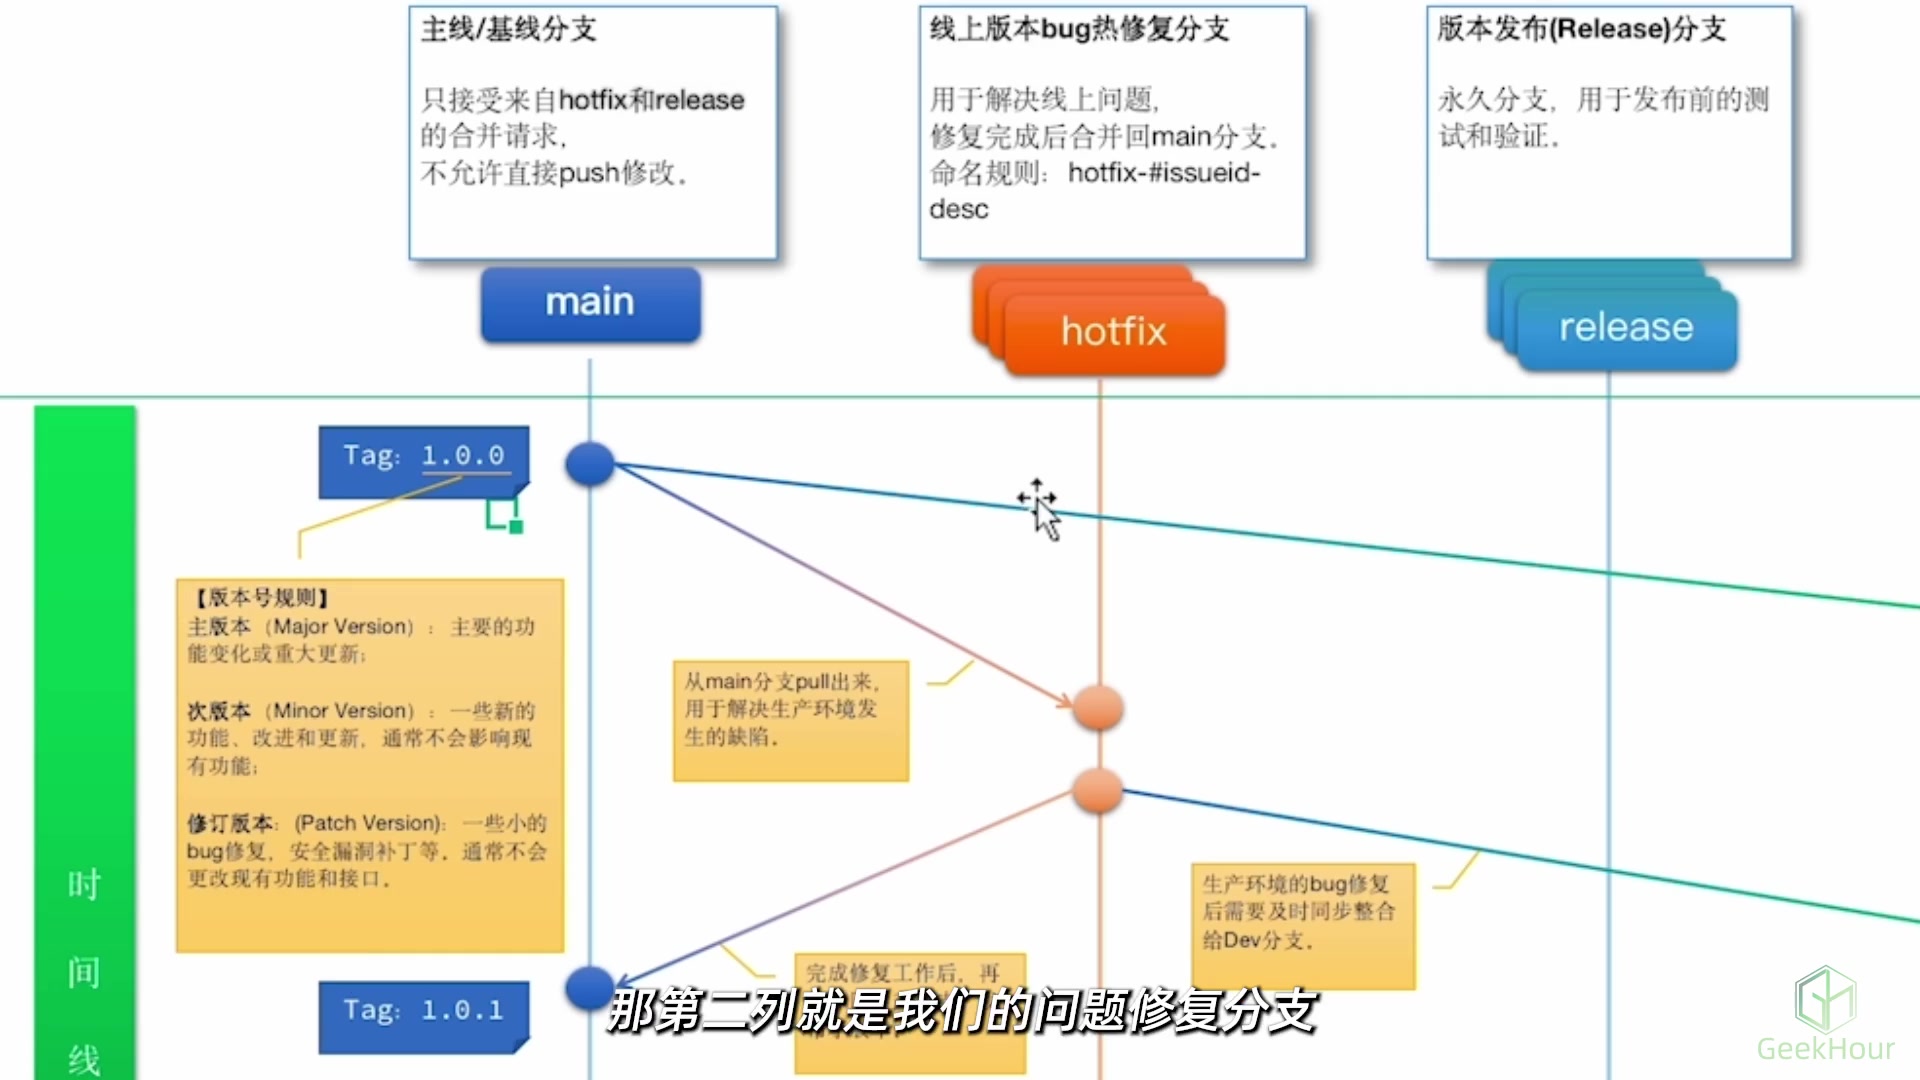 主线/基线分支
只接受来自hotfix和release
的合并请求，
不允许直接push修改。
线上版本bug热修复分支
用于解决线上问题，
修复完成后合并回main分支。
命名规则：hotfix-#issueid-
desc
版本发布(Release)分支
永久分支，用于发布前的测
试和验证。
main
hotfix
release
Tag: 1.0.0
【版本号规则】
主版本（Major Version）：主要的功
能变化或重大更新;
次版本（Minor Version）：一些新的
功能、改进和更新，通常不会影响现
有功能;
修订版本：(Patch Version)：一些小的
bug修复，安全漏洞补丁等。通常不会
更改现有功能和接口。
从main分支pull出来，
用于解决生产环境发
生的缺陷。
生产环境的bug修复
后需要及时同步整合
给Dev分支。
完成修复工作后，再
Tag: 1.0.1
时
间
线
那第二列就是我们的问题修复分支
GeekHour